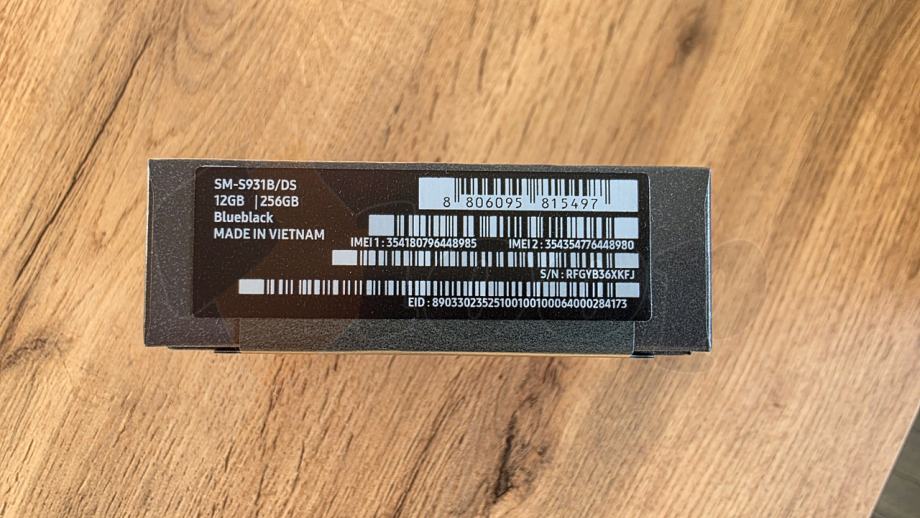 SM-S931B/DS
12GB | 256GB
Blueblack
MADE IN VIETNAM
8 806095 815497
IMEI 1 : 354180796448985 IMEI 2 : 354354776448980
S/N : RFGYB36XKFJ
EID : 89033023525100100100064000284173